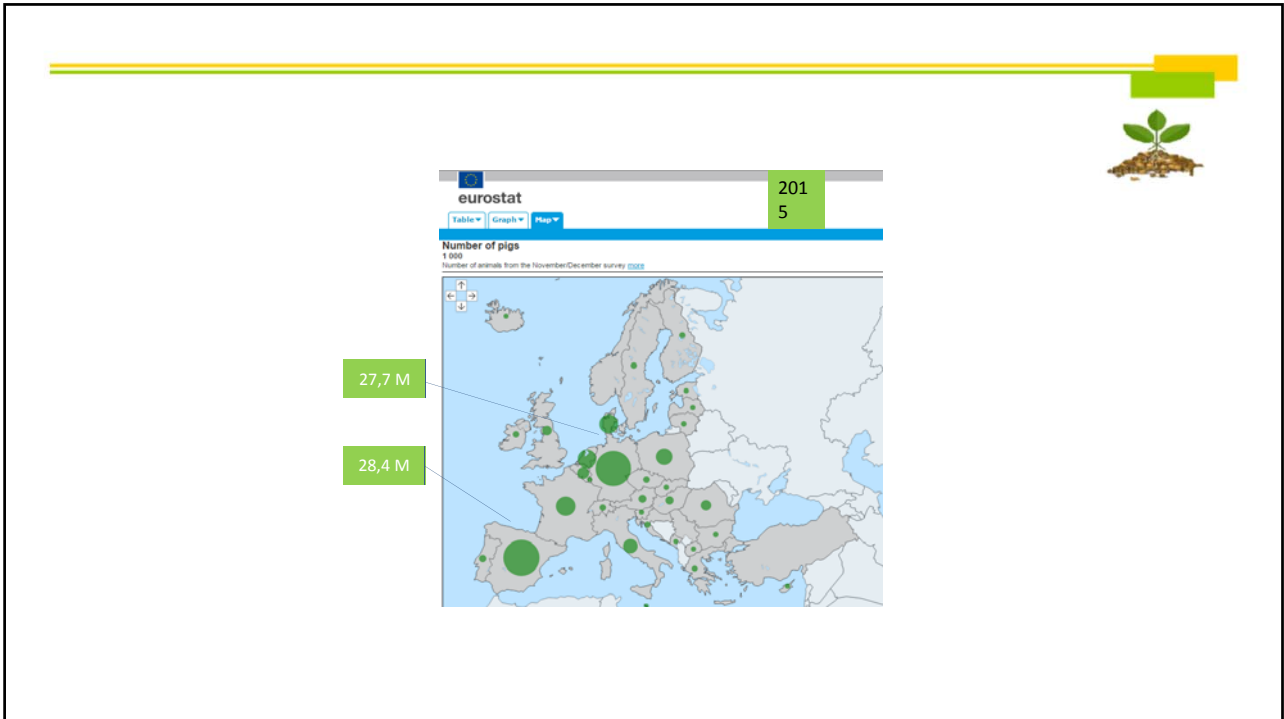 eurostat
201
5
Table Graph Map
Number of pigs
1 000
Number of animals from the November/December survey more
27,7 M
28,4 M